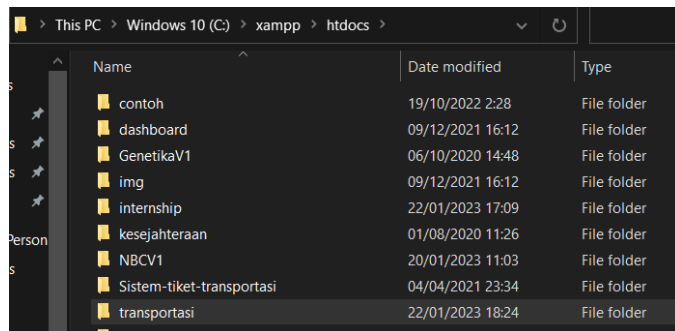 > This PC > Windows 10 (C:) > xampp > htdocs >
Name Date modified Type
contoh 19/10/2022 2:28 File folder
dashboard 09/12/2021 16:12 File folder
GenetikaV1 06/10/2020 14:48 File folder
img 09/12/2021 16:12 File folder
internship 22/01/2023 17:09 File folder
kesejahteraan 01/08/2020 11:26 File folder
NBCV1 20/01/2023 11:03 File folder
Sistem-tiket-transportasi 04/04/2021 23:34 File folder
transportasi 22/01/2023 18:24 File folder
s
s
s
Person
s